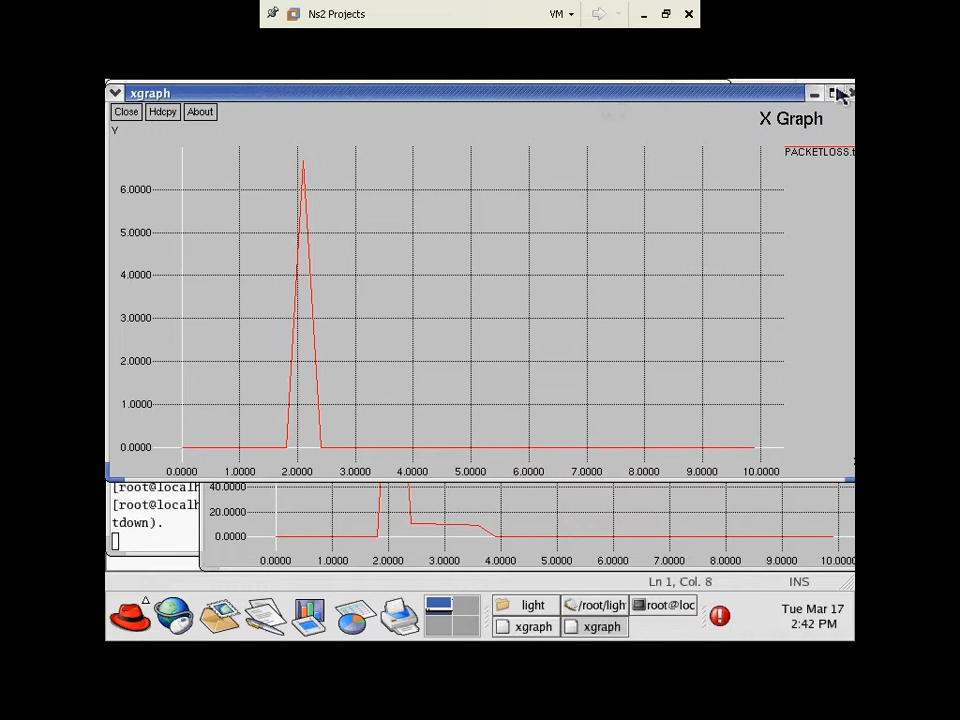 Ns2 Projects VM
xgraph
Close Hdcpy About
X Graph
Y
PACKETLOSS.t
6.0000
5.0000
4.0000
3.0000
2.0000
1.0000
0.0000
0.0000 1.0000 2.0000 3.0000 4.0000 5.0000 6.0000 7.0000 8.0000 9.0000 10.0000
[root@localh
[root@localh
tdown).
40.0000
20.0000
0.0000
0.0000 1.0000 2.0000 3.0000 4.0000 5.0000 6.0000 7.0000 8.0000 9.0000 10.0000
Ln 1, Col. 8 INS
light /root/ligh root@loc
xgraph xgraph
Tue Mar 17
2:42 PM